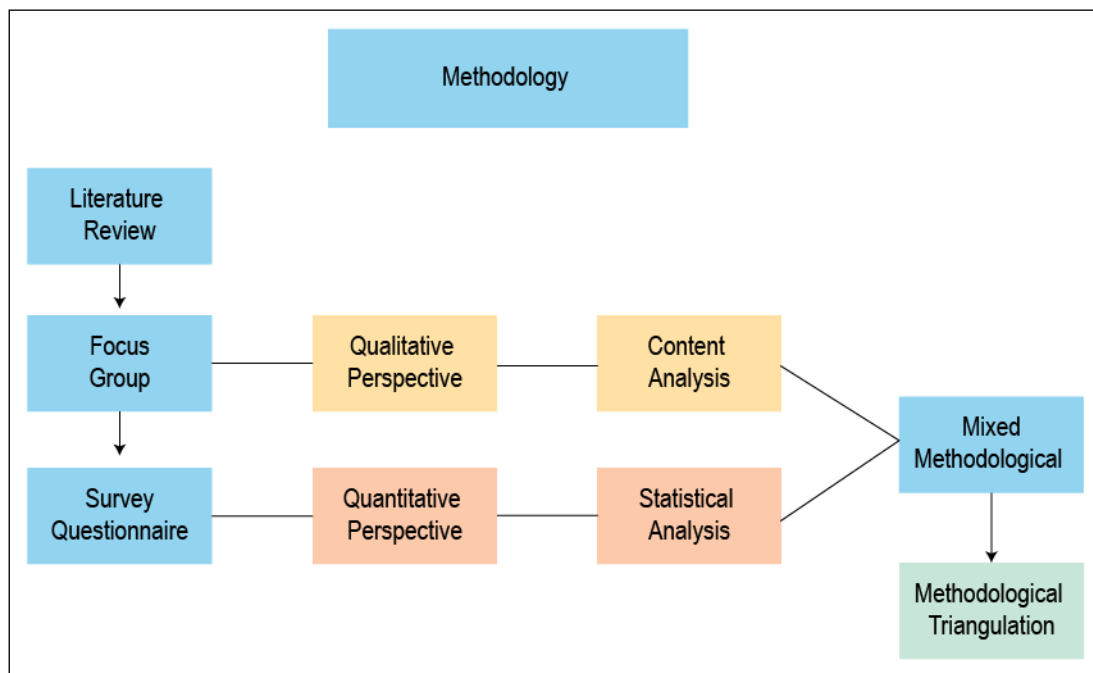 Methodology
Literature
Review
Focus
Group
Qualitative
Perspective
Content
Analysis
Mixed
Methodological
Survey
Questionnaire
Quantitative
Perspective
Statistical
Analysis
Methodological
Triangulation